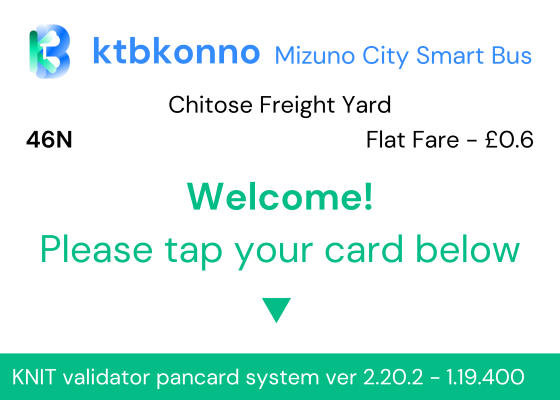 ktbkonno Mizuno City Smart Bus
Chitose Freight Yard
46N Flat Fare - £0.6
Welcome!
Please tap your card below
KNIT validator pancard system ver 2.20.2 - 1.19.400